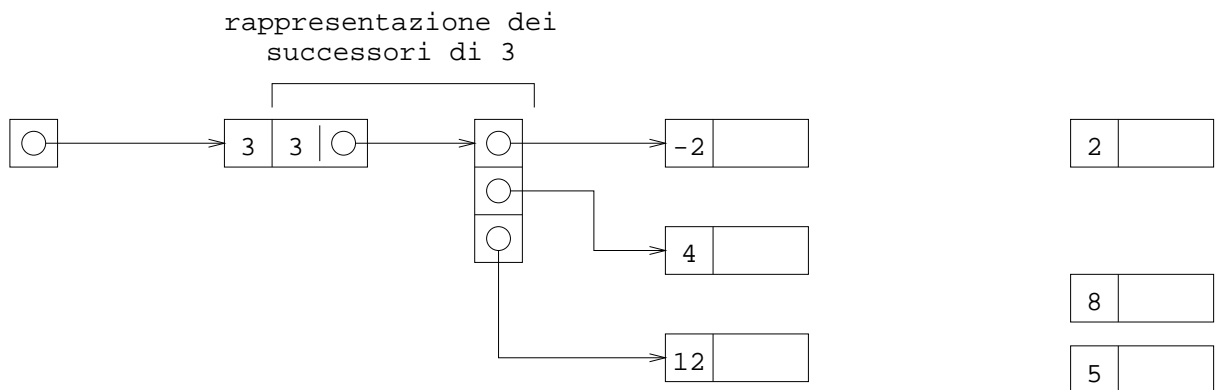 rappresentazione dei
successori di 3
3 3 -2 2
4
8
12
5